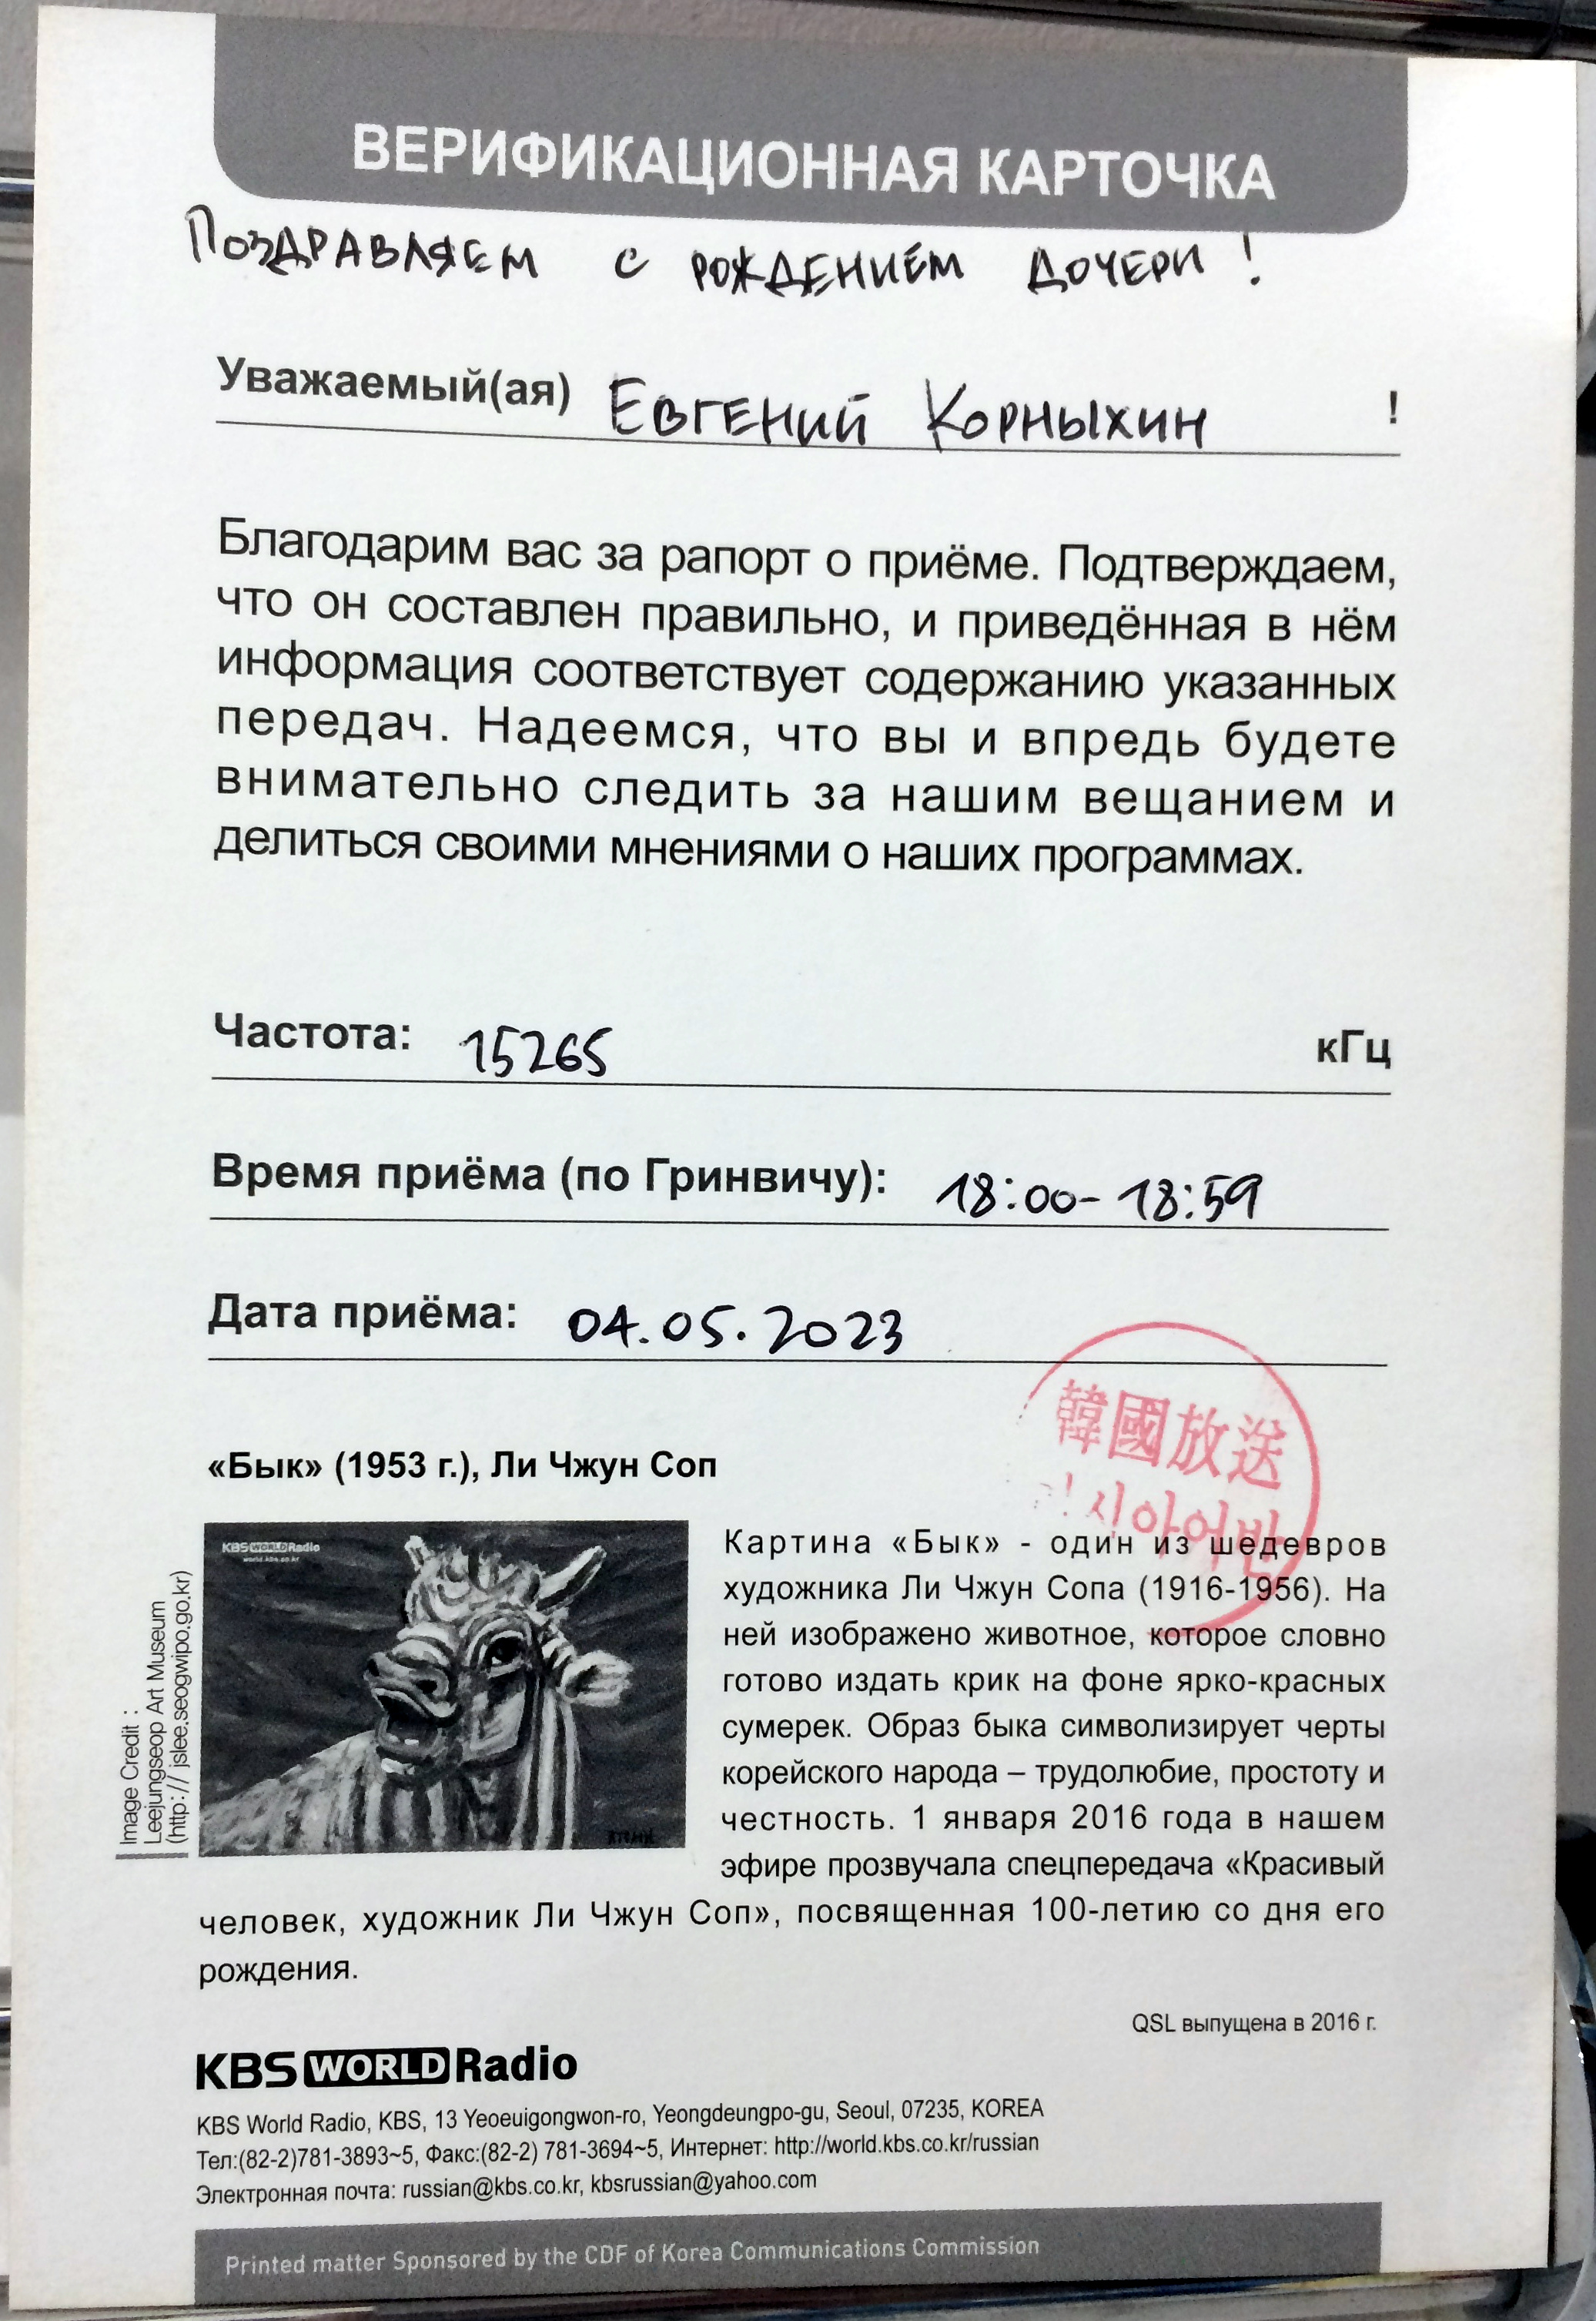 ВЕРИФИКАЦИОННАЯ КАРТОЧКА
Поздравляем с рождением дочери!
Уважаемый(ая) Евгений Корныхин !
Благодарим вас за рапорт о приёме. Подтверждаем,
что он составлен правильно, и приведённая в нём
информация соответствует содержанию указанных
передач. Надеемся, что вы и впредь будете
внимательно следить за нашим вещанием и
делиться своими мнениями о наших программах.
Частота: 15265 кГц
Время приёма (по Гринвичу): 18:00-18:59
Дата приёма: 04.05.2023
韓國放送
시아어반
«Бык» (1953 г.), Ли Чжун Соп
KBS WORLD Radio
world.kbs.co.kr
Image Credit :
Leejungseop Art Museum
(http:// jslee.seogwipo.go.kr)
Картина «Бык» - один из шедевров
художника Ли Чжун Сопа (1916-1956). На
ней изображено животное, которое словно
готово издать крик на фоне ярко-красных
сумерек. Образ быка символизирует черты
корейского народа – трудолюбие, простоту и
честность. 1 января 2016 года в нашем
эфире прозвучала спецпередача «Красивый
человек, художник Ли Чжун Соп», посвященная 100-летию со дня его
рождения.
QSL выпущена в 2016 г.
KBS WORLD Radio
KBS World Radio, KBS, 13 Yeoeuigongwon-ro, Yeongdeungpo-gu, Seoul, 07235, KOREA
Тел:(82-2)781-3893~5, Факс:(82-2) 781-3694~5, Интернет: http://world.kbs.co.kr/russian
Электронная почта: russian@kbs.co.kr, kbsrussian@yahoo.com
Printed matter Sponsored by the CDF of Korea Communications Commission